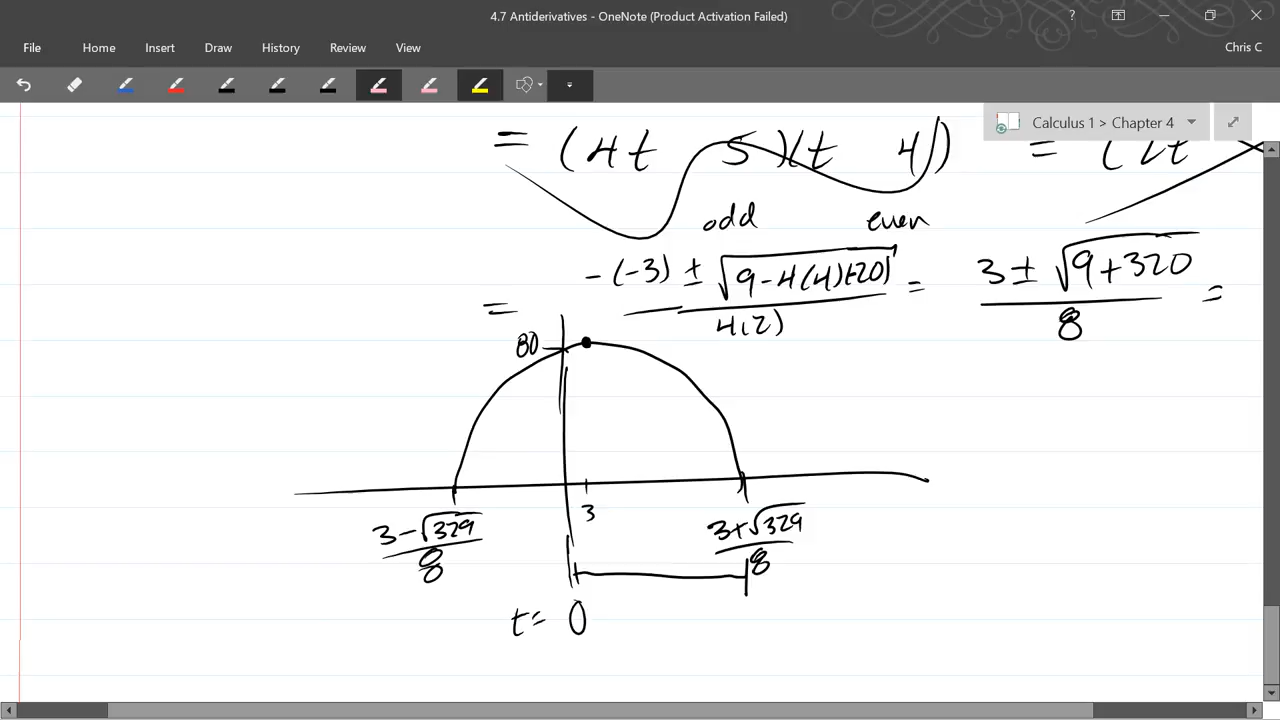 4.7 Antiderivatives - OneNote (Product Activation Failed)
?
File Home Insert Draw History Review View
Chris C
Calculus 1 > Chapter 4
= (4t 5)(t 4) = (2t
odd even
= -(-3) ± √9-4(4)(-20) / 4(2) = 3 ± √9+320 / 8 =
80
3
3-√329 / 8
3+√329 / 8
t= 0